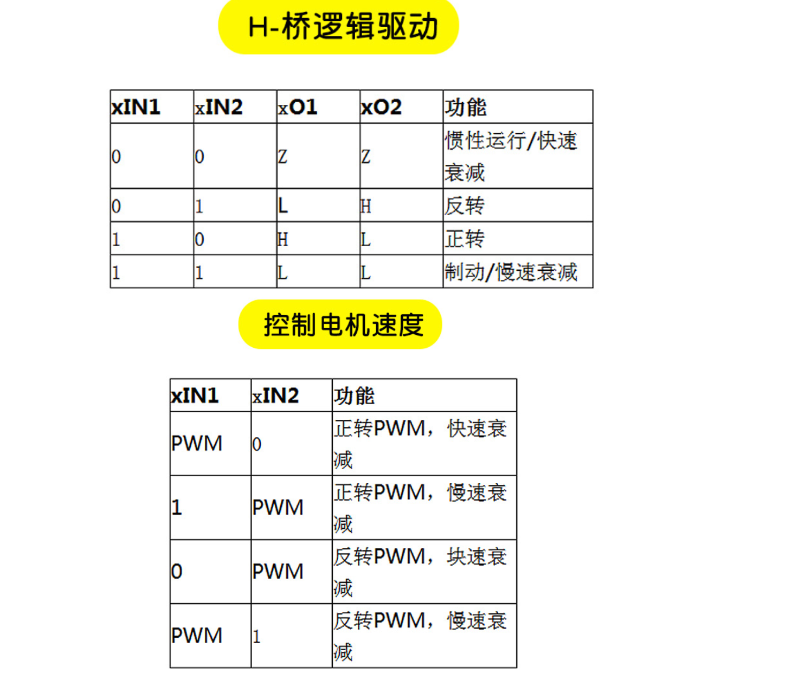 H-桥逻辑驱动
xIN1 xIN2 xO1 xO2 功能
0 0 Z Z 惯性运行/快速
衰减
0 1 L H 反转
1 0 H L 正转
1 1 L L 制动/慢速衰减
控制电机速度
xIN1 xIN2 功能
PWM 0 正转PWM，快速衰
减
1 PWM 正转PWM，慢速衰
减
0 PWM 反转PWM，块速衰
减
PWM 1 反转PWM，慢速衰
减